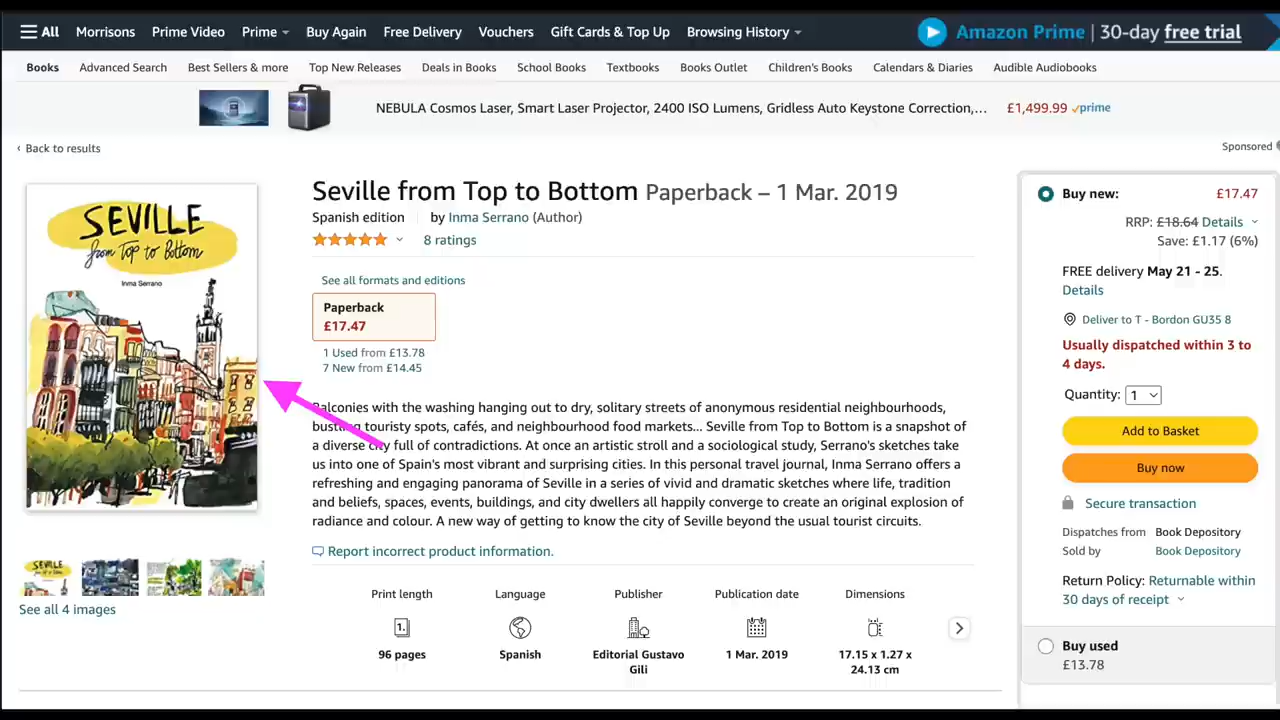 All Morrisons Prime Video Prime Buy Again Free Delivery Vouchers Gift Cards & Top Up Browsing History Amazon Prime | 30-day free trial
Books Advanced Search Best Sellers & more Top New Releases Deals in Books School Books Textbooks Books Outlet Children's Books Calendars & Diaries Audible Audiobooks
NEBULA Cosmos Laser, Smart Laser Projector, 2400 ISO Lumens, Gridless Auto Keystone Correction,... £1,499.99 prime
‹ Back to results
Sponsored
SEVILLE
from Top to Bottom
Inma Serrano
See all 4 images
Seville from Top to Bottom Paperback – 1 Mar. 2019
Spanish edition by Inma Serrano (Author)
8 ratings
See all formats and editions
Paperback
£17.47
1 Used from £13.78
7 New from £14.45
Balconies with the washing hanging out to dry, solitary streets of anonymous residential neighbourhoods,
bustling touristy spots, cafés, and neighbourhood food markets... Seville from Top to Bottom is a snapshot of
a diverse city full of contradictions. At once an artistic stroll and a sociological study, Serrano's sketches take
us into one of Spain's most vibrant and surprising cities. In this personal travel journal, Inma Serrano offers a
refreshing and engaging panorama of Seville in a series of vivid and dramatic sketches where life, tradition
and beliefs, spaces, events, buildings, and city dwellers all happily converge to create an original explosion of
radiance and colour. A new way of getting to know the city of Seville beyond the usual tourist circuits.
Report incorrect product information.
Print length
1.
96 pages
Language
Spanish
Publisher
Editorial Gustavo
Gili
Publication date
1 Mar. 2019
Dimensions
17.15 x 1.27 x
24.13 cm
Buy new: £17.47
RRP: £18.64 Details
Save: £1.17 (6%)
FREE delivery May 21 - 25.
Details
Deliver to T - Bordon GU35 8
Usually dispatched within 3 to
4 days.
Quantity: 1
Add to Basket
Buy now
Secure transaction
Dispatches from Book Depository
Sold by Book Depository
Return Policy: Returnable within
30 days of receipt
Buy used
£13.78